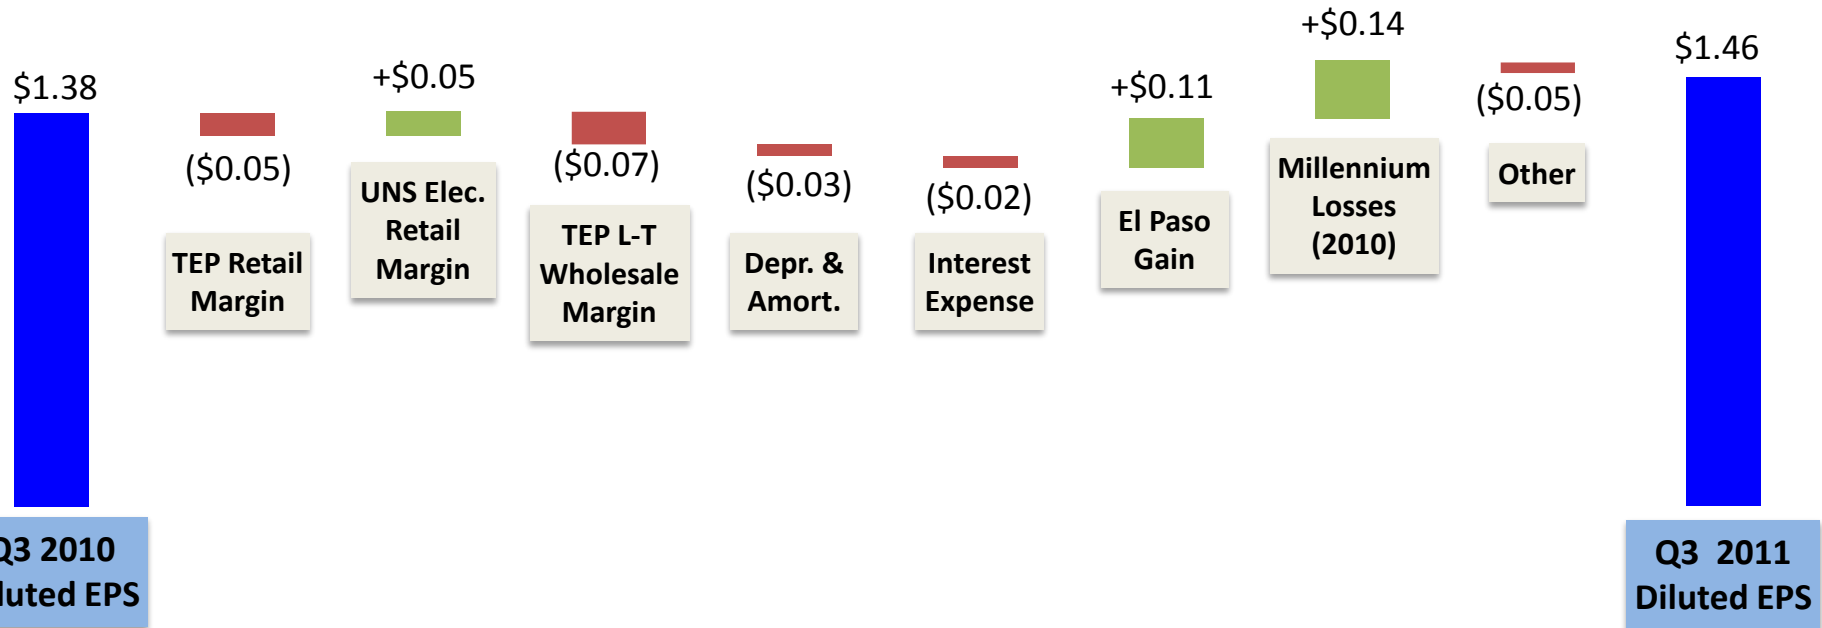 $1.38
($0.05)
TEP Retail
Margin
+$0.05
UNS Elec.
Retail
Margin
($0.07)
TEP L-T
Wholesale
Margin
($0.03)
Depr. &
Amort.
($0.02)
Interest
Expense
+$0.11
El Paso
Gain
+$0.14
Millennium
Losses
(2010)
($0.05)
Other
$1.46
Q3 2010
luted EPS
Q3 2011
Diluted EPS